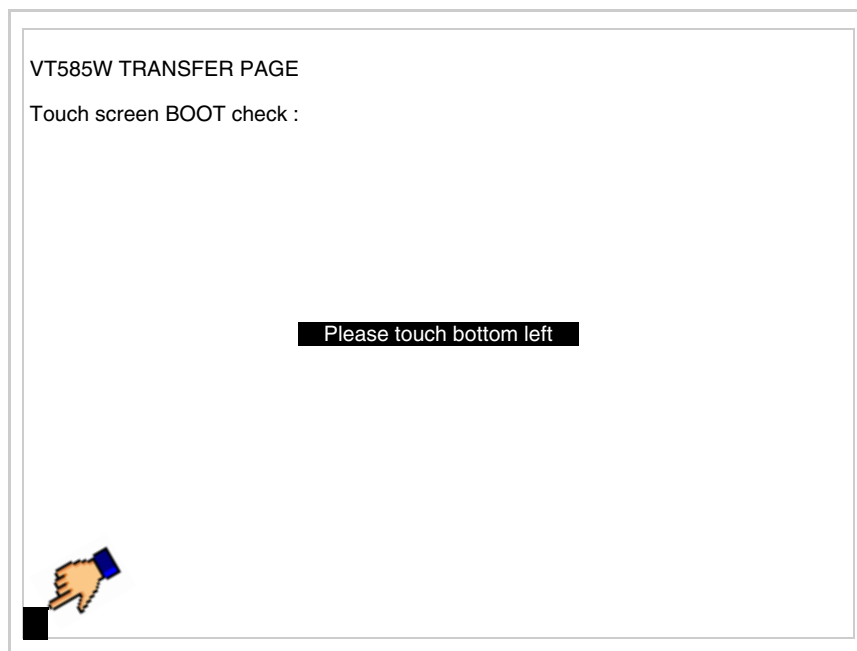 VT585W TRANSFER PAGE
Touch screen BOOT check :
Please touch bottom left